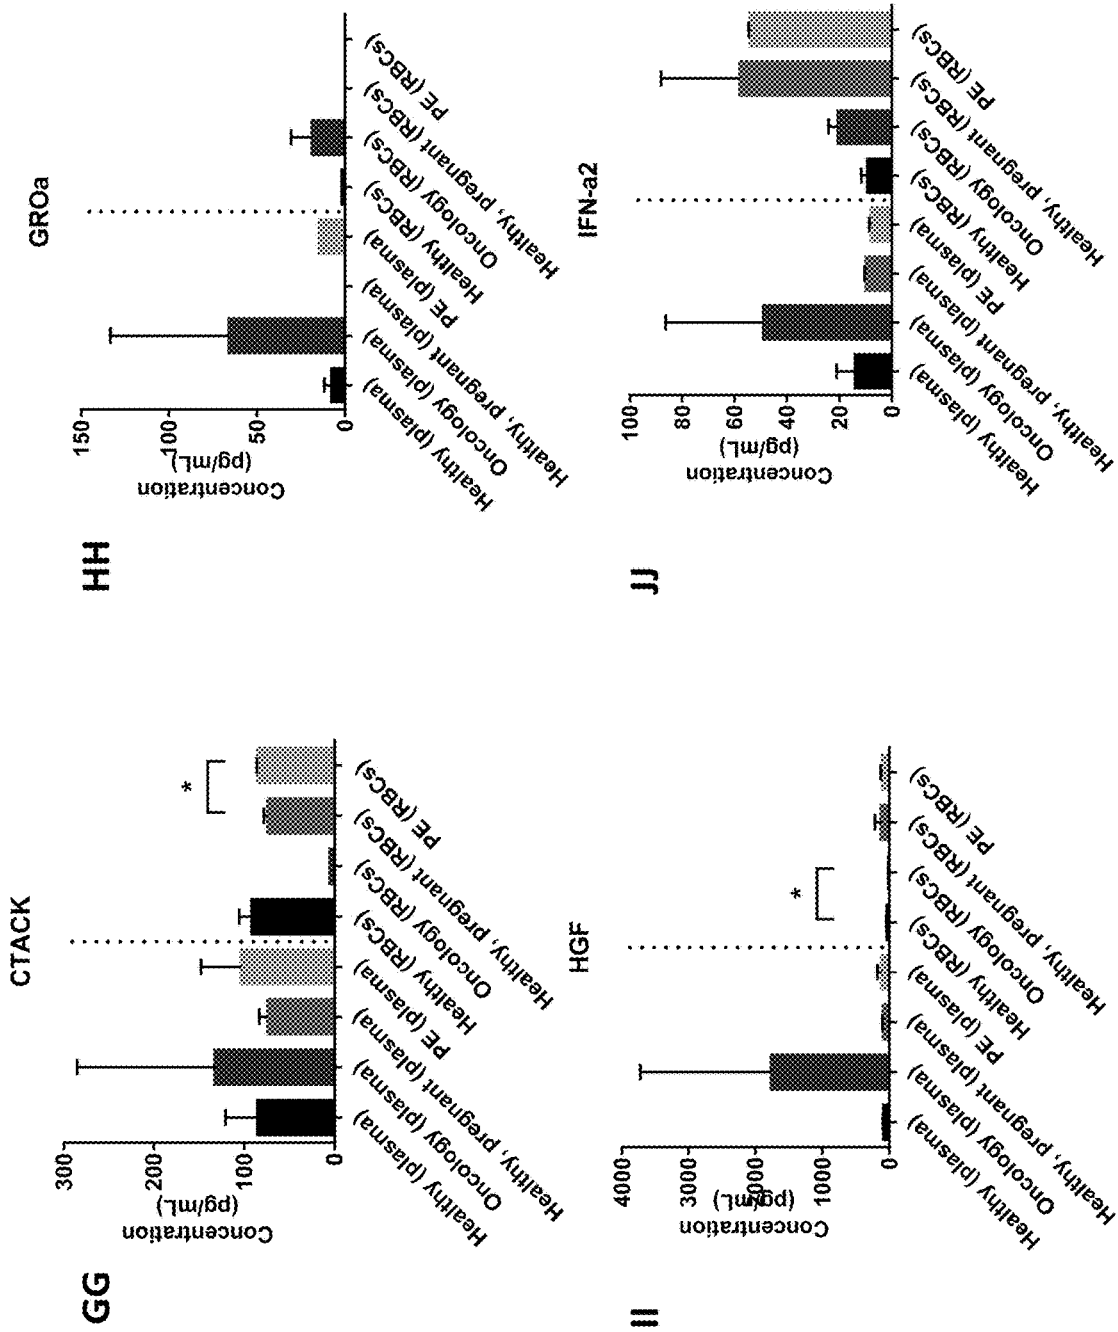 GG
CTACK
Concentration
(pg/mL)
300
200
100
0
*
Healthy (plasma)
Oncology (plasma)
Healthy, pregnant (plasma)
PE (plasma)
Healthy (RBCs)
Oncology (RBCs)
Healthy, pregnant (RBCs)
PE (RBCs)
HH
GROa
Concentration
(pg/mL)
150
100
50
0
Healthy (plasma)
Oncology (plasma)
Healthy, pregnant (plasma)
PE (plasma)
Healthy (RBCs)
Oncology (RBCs)
Healthy, pregnant (RBCs)
PE (RBCs)
II
HGF
Concentration
(pg/mL)
4000
3000
2000
1000
0
*
Healthy (plasma)
Oncology (plasma)
Healthy, pregnant (plasma)
PE (plasma)
Healthy (RBCs)
Oncology (RBCs)
Healthy, pregnant (RBCs)
PE (RBCs)
JJ
IFN-a2
Concentration
(pg/mL)
100
80
60
40
20
0
Healthy (plasma)
Oncology (plasma)
Healthy, pregnant (plasma)
PE (plasma)
Healthy (RBCs)
Oncology (RBCs)
Healthy, pregnant (RBCs)
PE (RBCs)